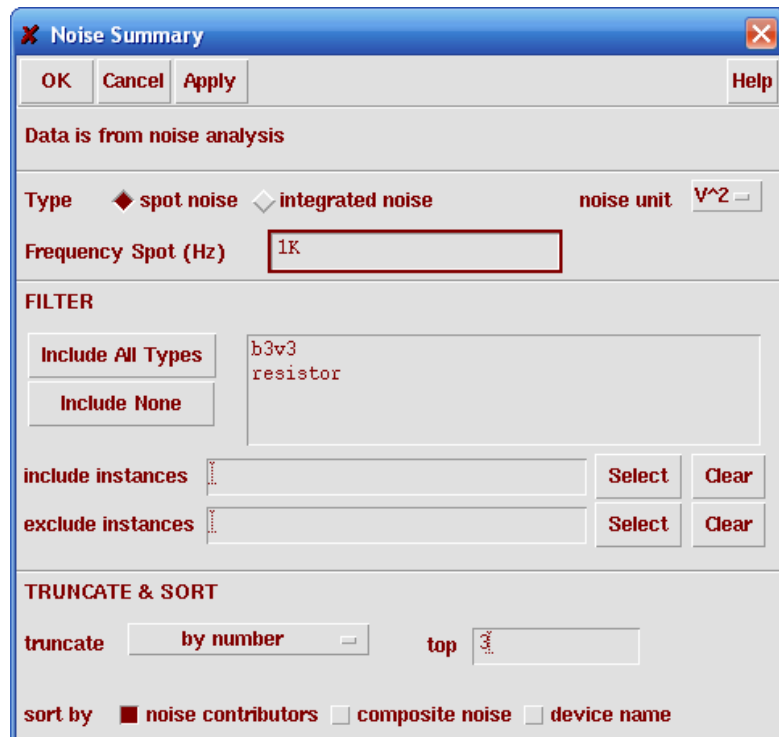 Noise Summary
OK Cancel Apply Help
Data is from noise analysis
Type spot noise integrated noise noise unit V^2
Frequency Spot (Hz) 1K
FILTER
Include All Types
Include None
b3v3
resistor
include instances Select Clear
exclude instances Select Clear
TRUNCATE & SORT
truncate by number top 3
sort by noise contributors composite noise device name